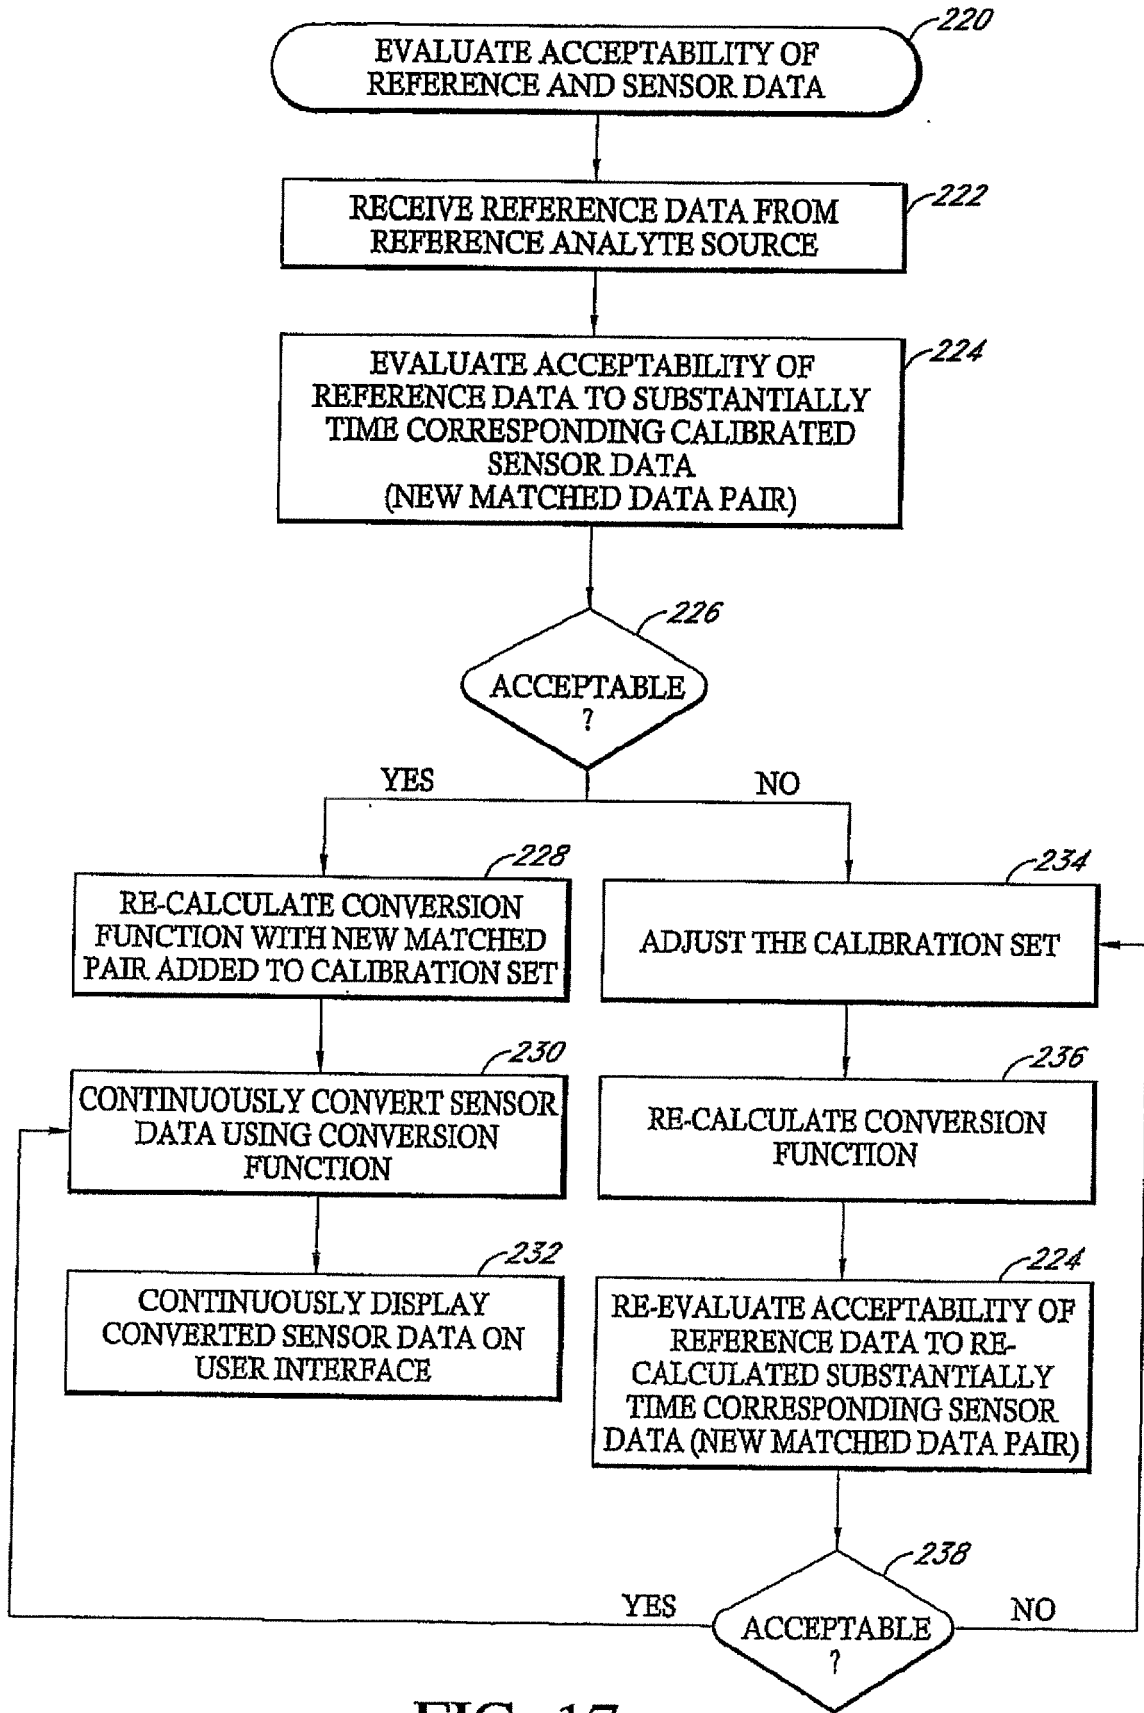 220
EVALUATE ACCEPTABILITY OF
REFERENCE AND SENSOR DATA
222
RECEIVE REFERENCE DATA FROM
REFERENCE ANALYTE SOURCE
224
EVALUATE ACCEPTABILITY OF
REFERENCE DATA TO SUBSTANTIALLY
TIME CORRESPONDING CALIBRATED
SENSOR DATA
(NEW MATCHED DATA PAIR)
226
ACCEPTABLE
?
YES
NO
228
RE-CALCULATE CONVERSION
FUNCTION WITH NEW MATCHED
PAIR ADDED TO CALIBRATION SET
234
ADJUST THE CALIBRATION SET
230
CONTINUOUSLY CONVERT SENSOR
DATA USING CONVERSION
FUNCTION
236
RE-CALCULATE CONVERSION
FUNCTION
232
CONTINUOUSLY DISPLAY
CONVERTED SENSOR DATA ON
USER INTERFACE
224
RE-EVALUATE ACCEPTABILITY OF
REFERENCE DATA TO RE-
CALCULATED SUBSTANTIALLY
TIME CORRESPONDING SENSOR
DATA (NEW MATCHED DATA PAIR)
238
YES
ACCEPTABLE
?
NO
FIG. 17